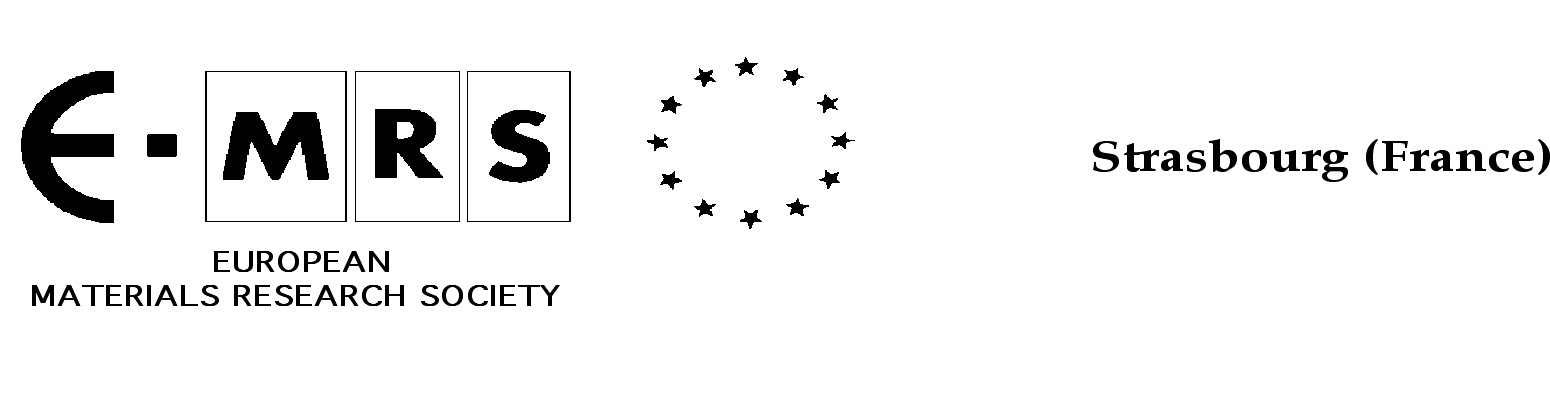 E-MRS
EUROPEAN
MATERIALS RESEARCH SOCIETY
Strasbourg (France)